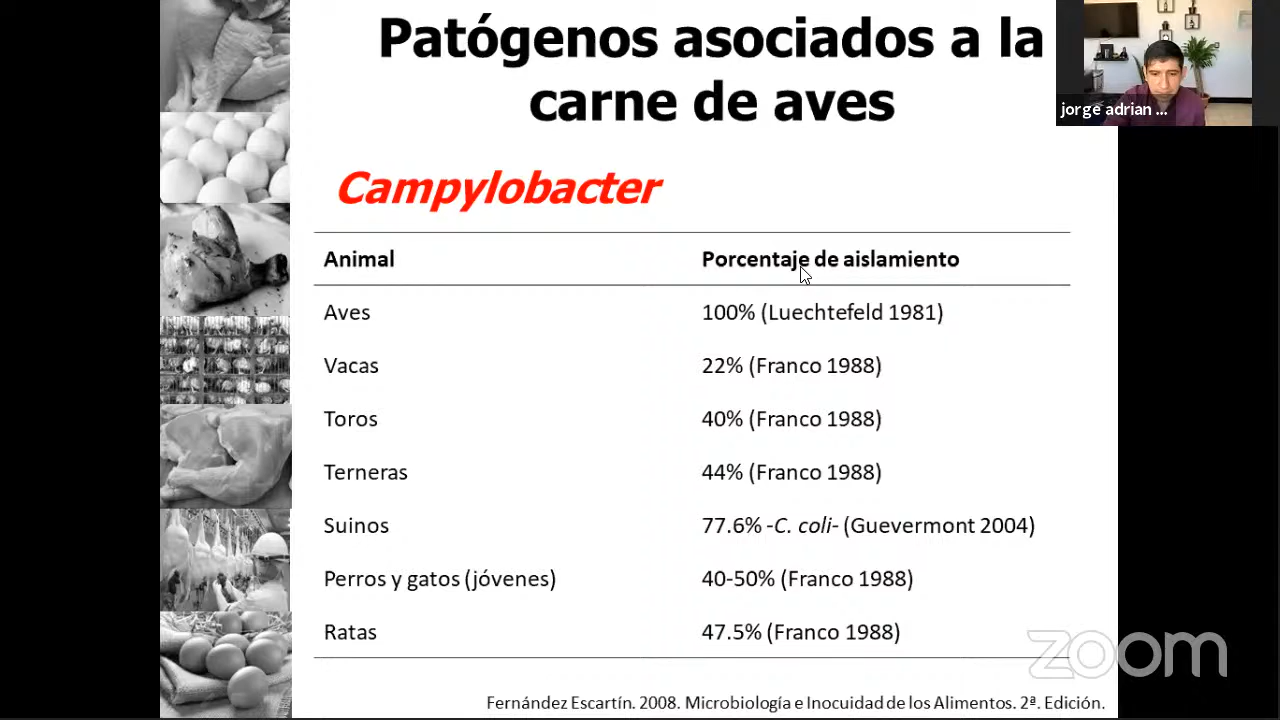 Patógenos asociados a la
carne de aves
jorge adrian ...
Campylobacter
Animal Porcentaje de aislamiento
Aves 100% (Luechtefeld 1981)
Vacas 22% (Franco 1988)
Toros 40% (Franco 1988)
Terneras 44% (Franco 1988)
Suinos 77.6% -C. coli- (Guevermont 2004)
Perros y gatos (jóvenes) 40-50% (Franco 1988)
Ratas 47.5% (Franco 1988)
zoom
Fernández Escartín. 2008. Microbiología e Inocuidad de los Alimentos. 2ª. Edición.